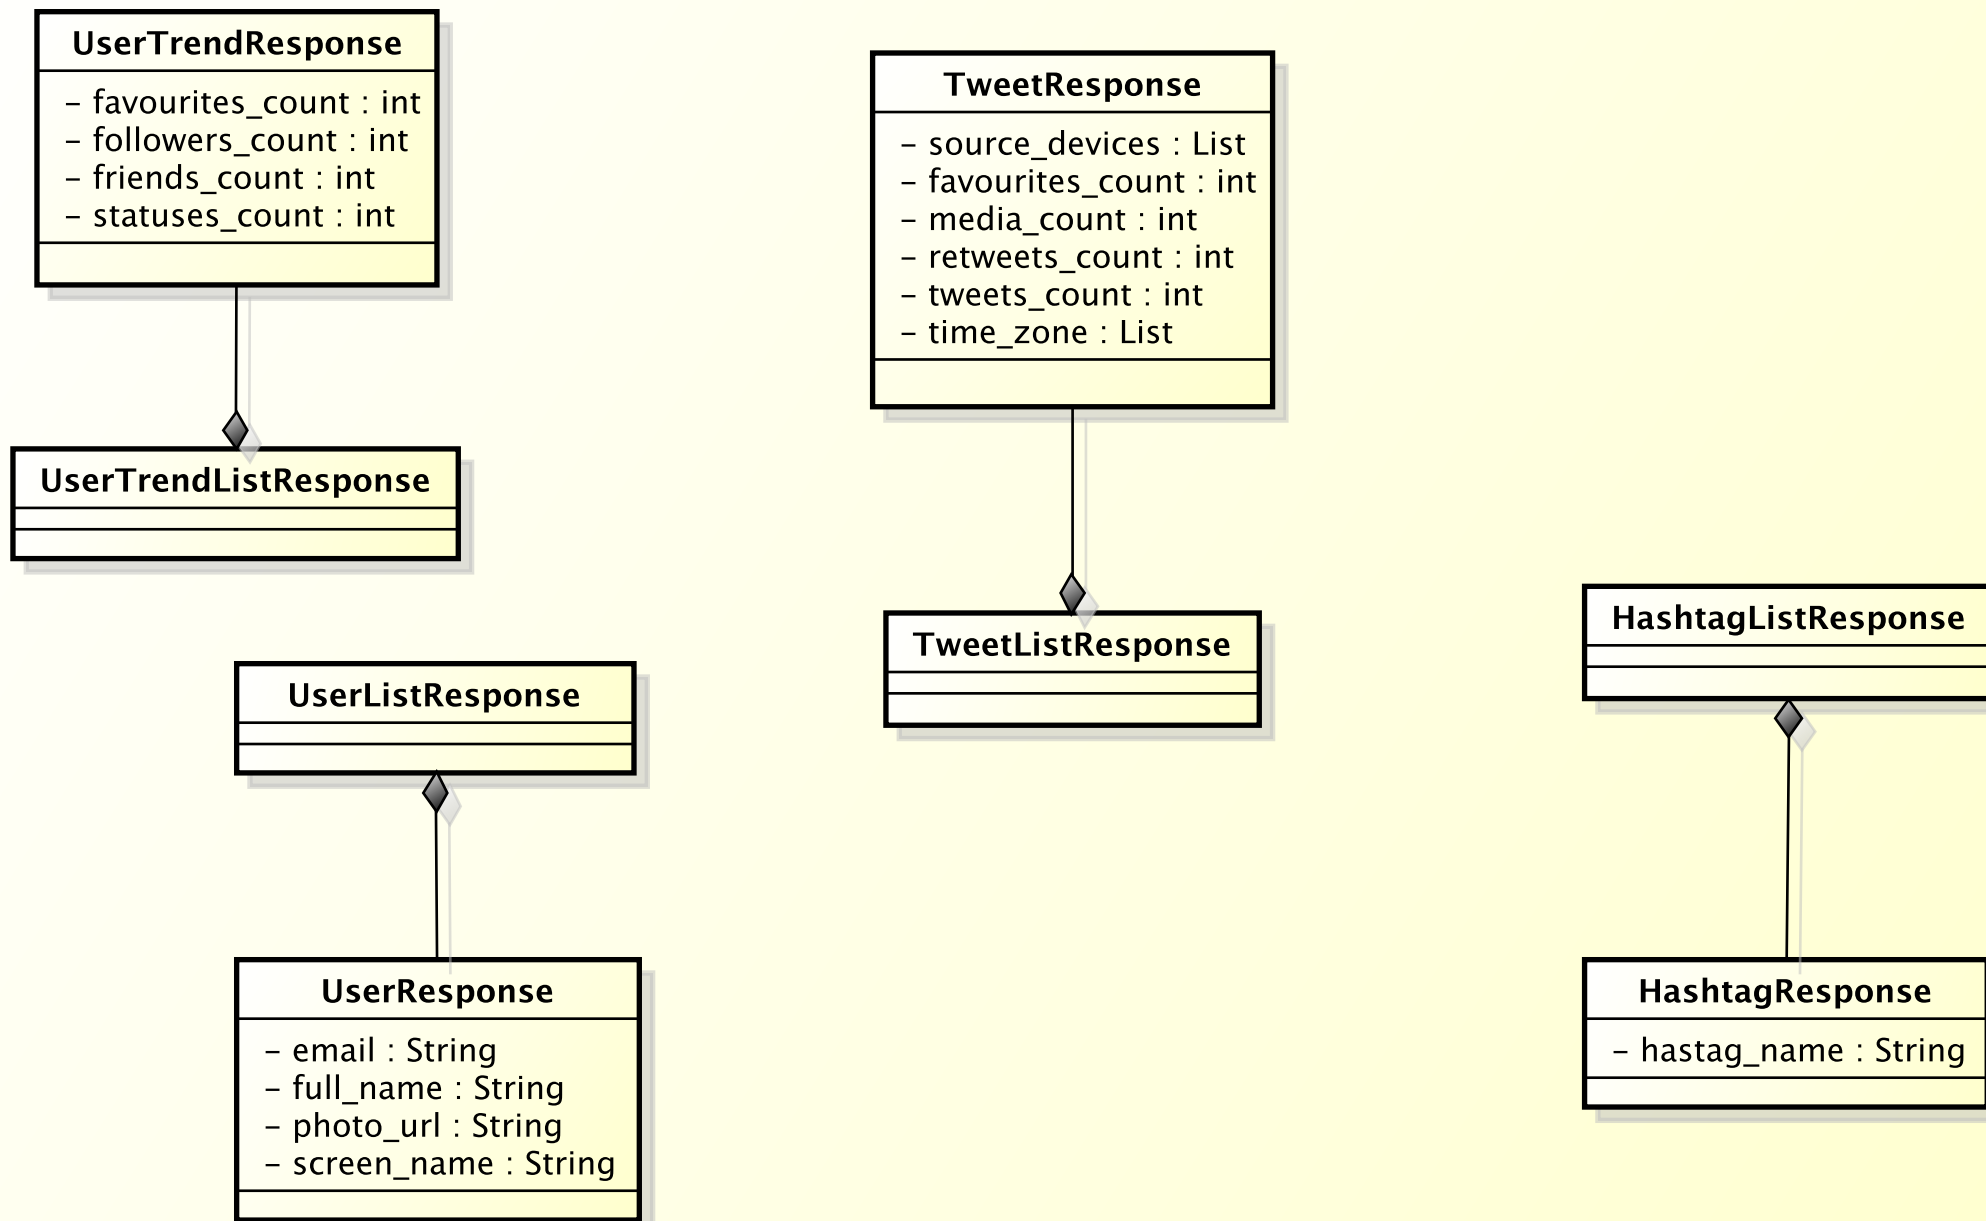 UserTrendResponse
– favourites_count : int
– followers_count : int
– friends_count : int
– statuses_count : int
UserTrendListResponse
TweetResponse
– source_devices : List
– favourites_count : int
– media_count : int
– retweets_count : int
– tweets_count : int
– time_zone : List
TweetListResponse
UserListResponse
UserResponse
– email : String
– full_name : String
– photo_url : String
– screen_name : String
HashtagListResponse
HashtagResponse
– hastag_name : String